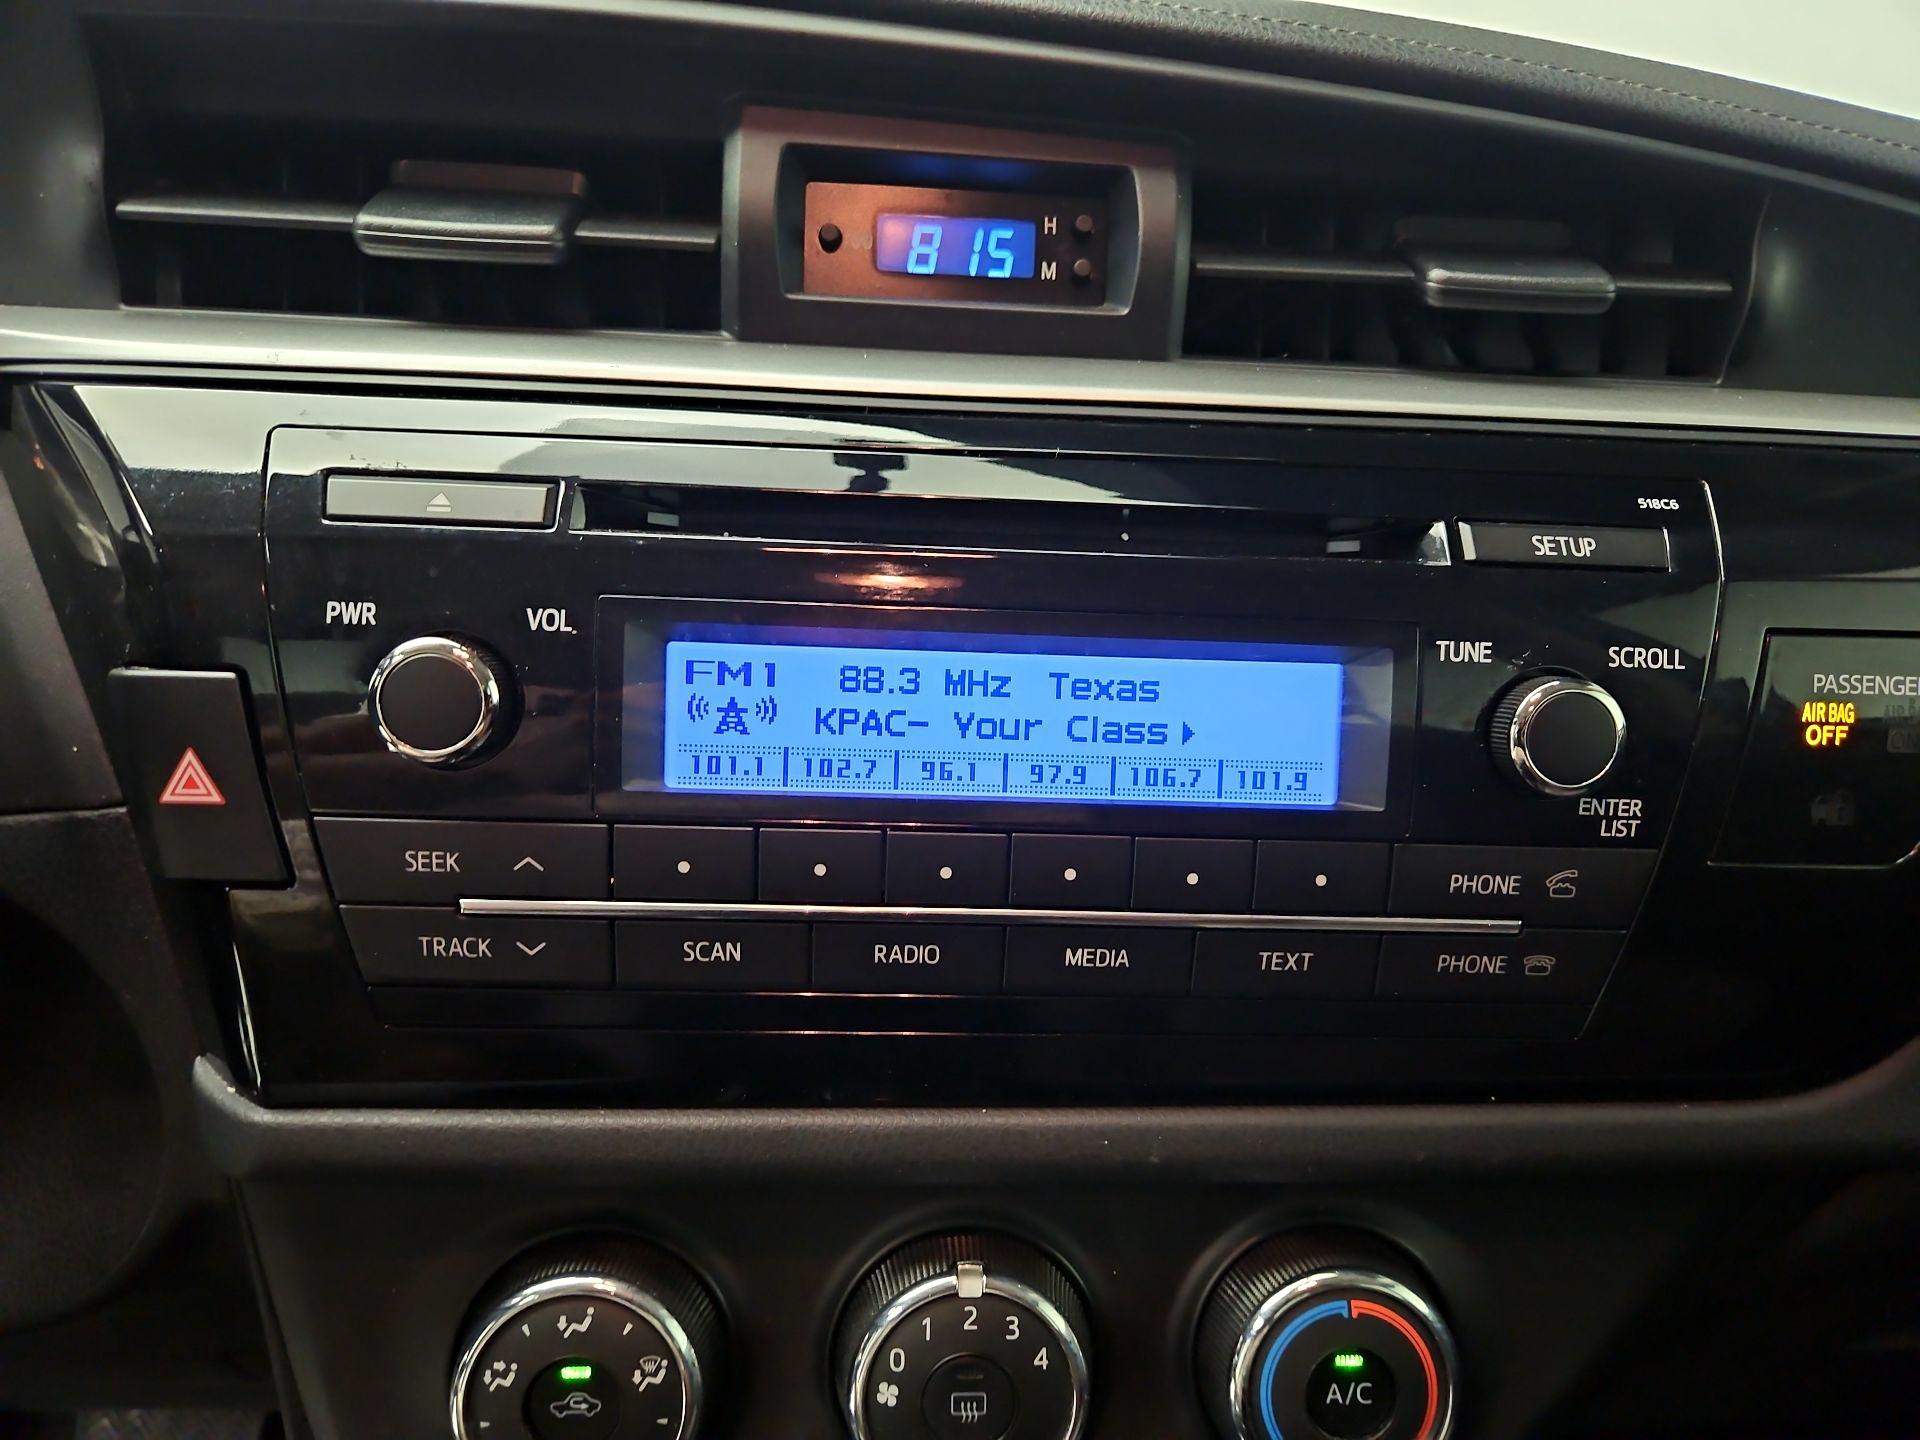 8 15
H
M
518C6
SETUP
PWR
VOL.
TUNE
SCROLL
FM1 88.3 MHz Texas
KPAC- Your Class
101.1 102.7 96.1 97.9 106.7 101.9
PASSENGER
AIR BAG
OFF
ENTER
LIST
SEEK
PHONE
TRACK
SCAN
RADIO
MEDIA
TEXT
PHONE
0 1 2 3 4
A/C